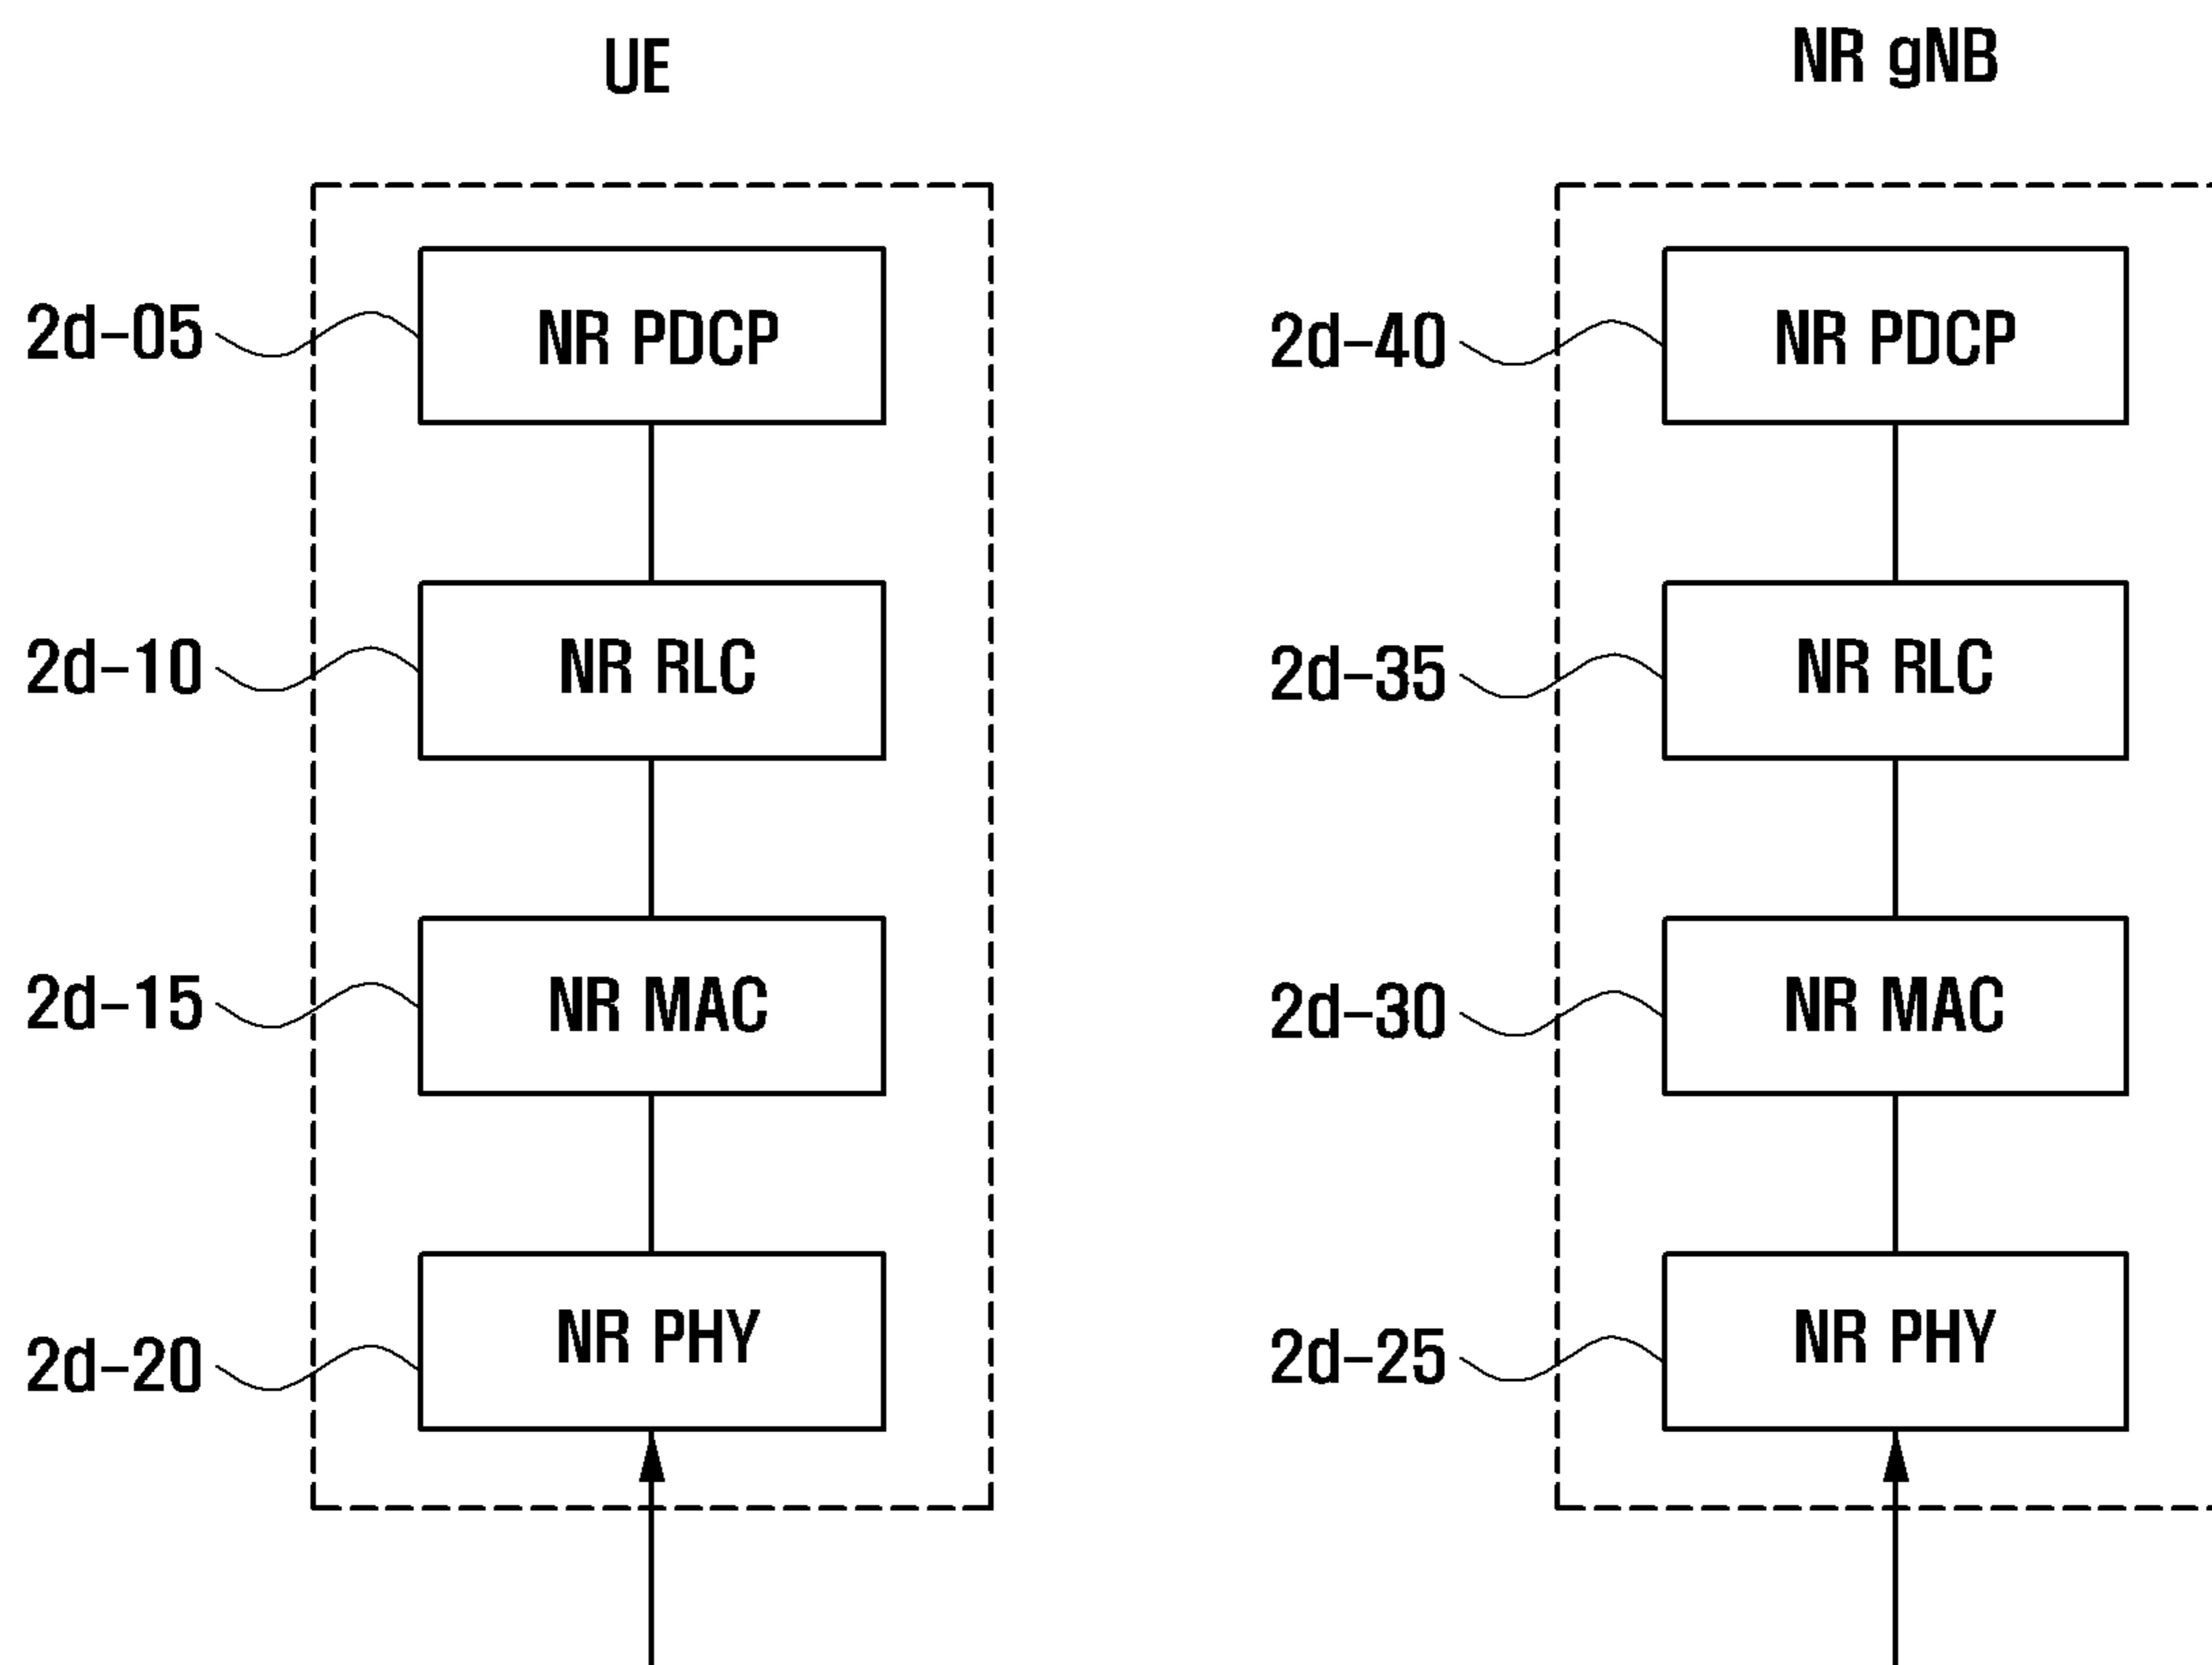 UE
NR gNB
2d-05
NR PDCP
2d-40
NR PDCP
2d-10
NR RLC
2d-35
NR RLC
2d-15
NR MAC
2d-30
NR MAC
2d-20
NR PHY
2d-25
NR PHY